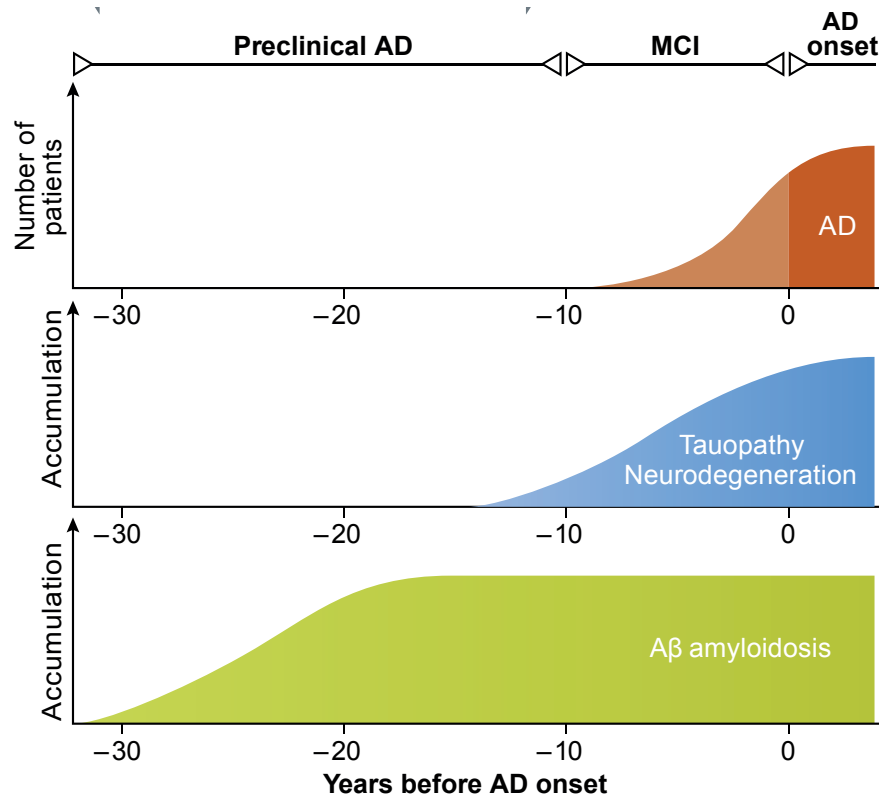 Preclinical AD
MCI
AD
onset
Number of
patients
AD
–30
–20
–10
0
Accumulation
Tauopathy
Neurodegeneration
–30
–20
–10
0
Accumulation
Aβ amyloidosis
–30
–20
–10
0
Years before AD onset